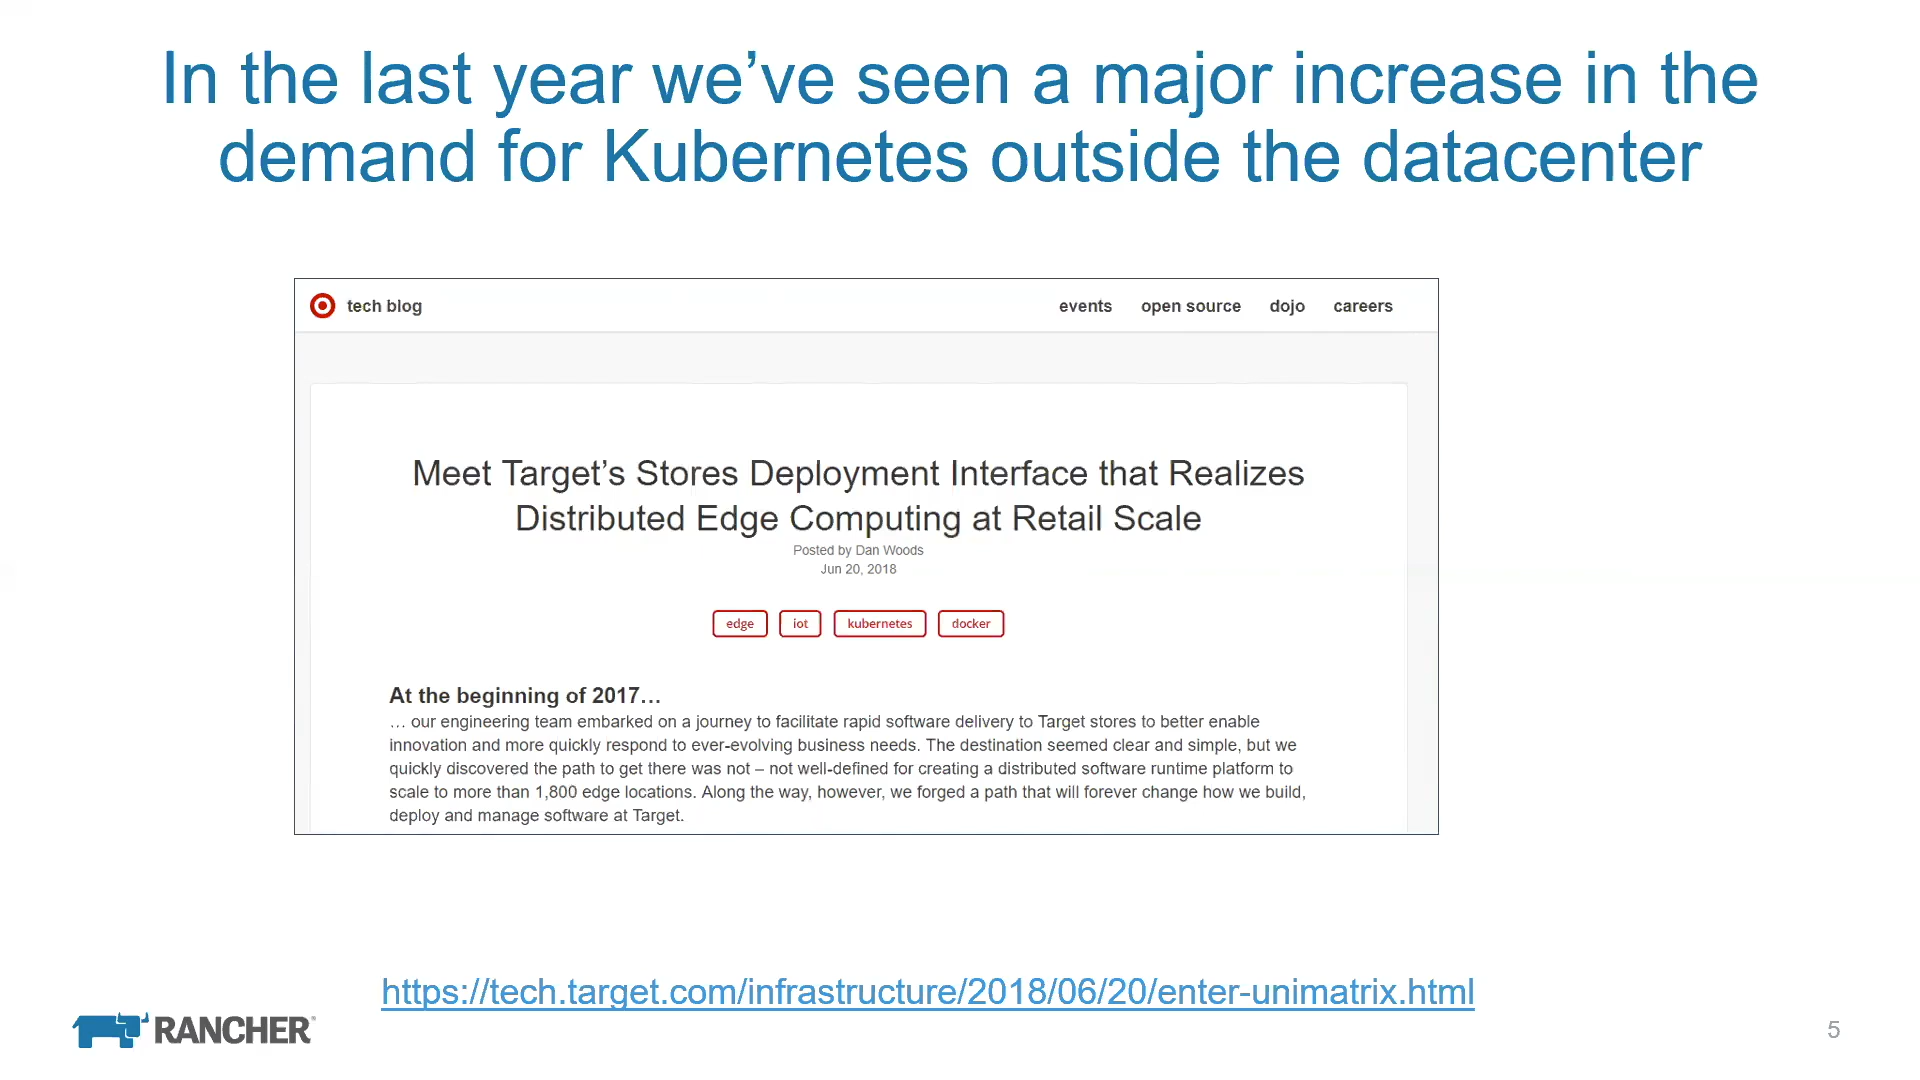 In the last year we’ve seen a major increase in the
demand for Kubernetes outside the datacenter
tech blog
events open source dojo careers
Meet Target’s Stores Deployment Interface that Realizes
Distributed Edge Computing at Retail Scale
Posted by Dan Woods
Jun 20, 2018
edge iot kubernetes docker
At the beginning of 2017…
… our engineering team embarked on a journey to facilitate rapid software delivery to Target stores to better enable
innovation and more quickly respond to ever-evolving business needs. The destination seemed clear and simple, but we
quickly discovered the path to get there was not – not well-defined for creating a distributed software runtime platform to
scale to more than 1,800 edge locations. Along the way, however, we forged a path that will forever change how we build,
deploy and manage software at Target.
https://tech.target.com/infrastructure/2018/06/20/enter-unimatrix.html
RANCHER®
5